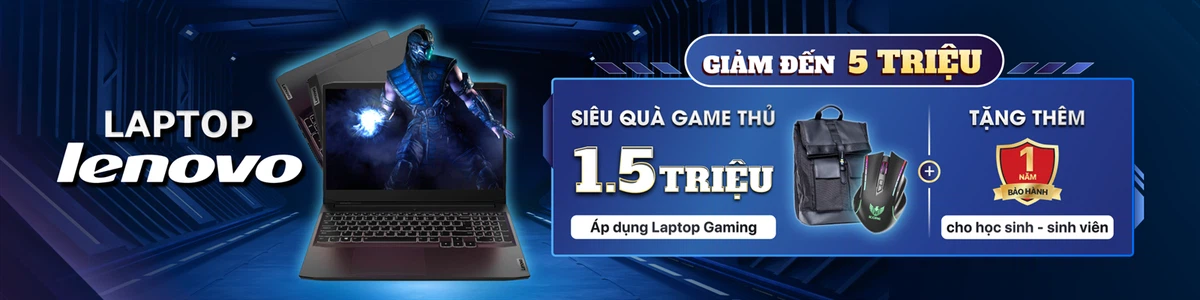 LAPTOP
lenovo
GIẢM ĐẾN 5 TRIỆU
SIÊU QUÀ GAME THỦ
1.5 TRIỆU
Áp dụng Laptop Gaming
+
TẶNG THÊM
1
NĂM
BẢO HÀNH
cho học sinh - sinh viên